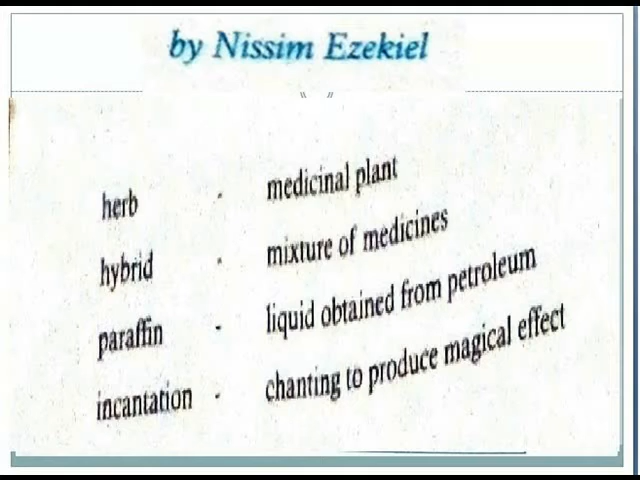 by Nissim Ezekiel
herb - medicinal plant
hybrid - mixture of medicines
paraffin - liquid obtained from petroleum
incantation - chanting to produce magical effect